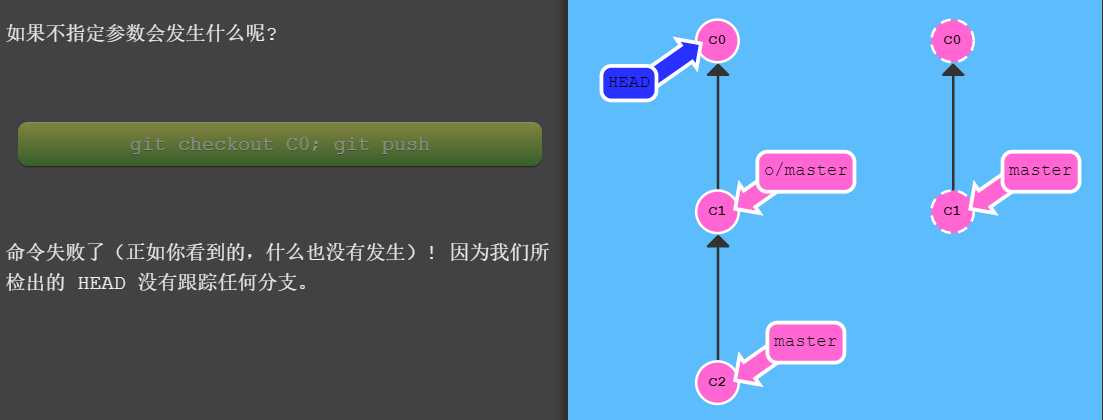 如果不指定参数会发生什么呢?
git checkout C0; git push
命令失败了（正如你看到的，什么也没有发生）! 因为我们所
检出的 HEAD 没有跟踪任何分支。
C0
HEAD
o/master
C1
master
C2
C0
master
C1